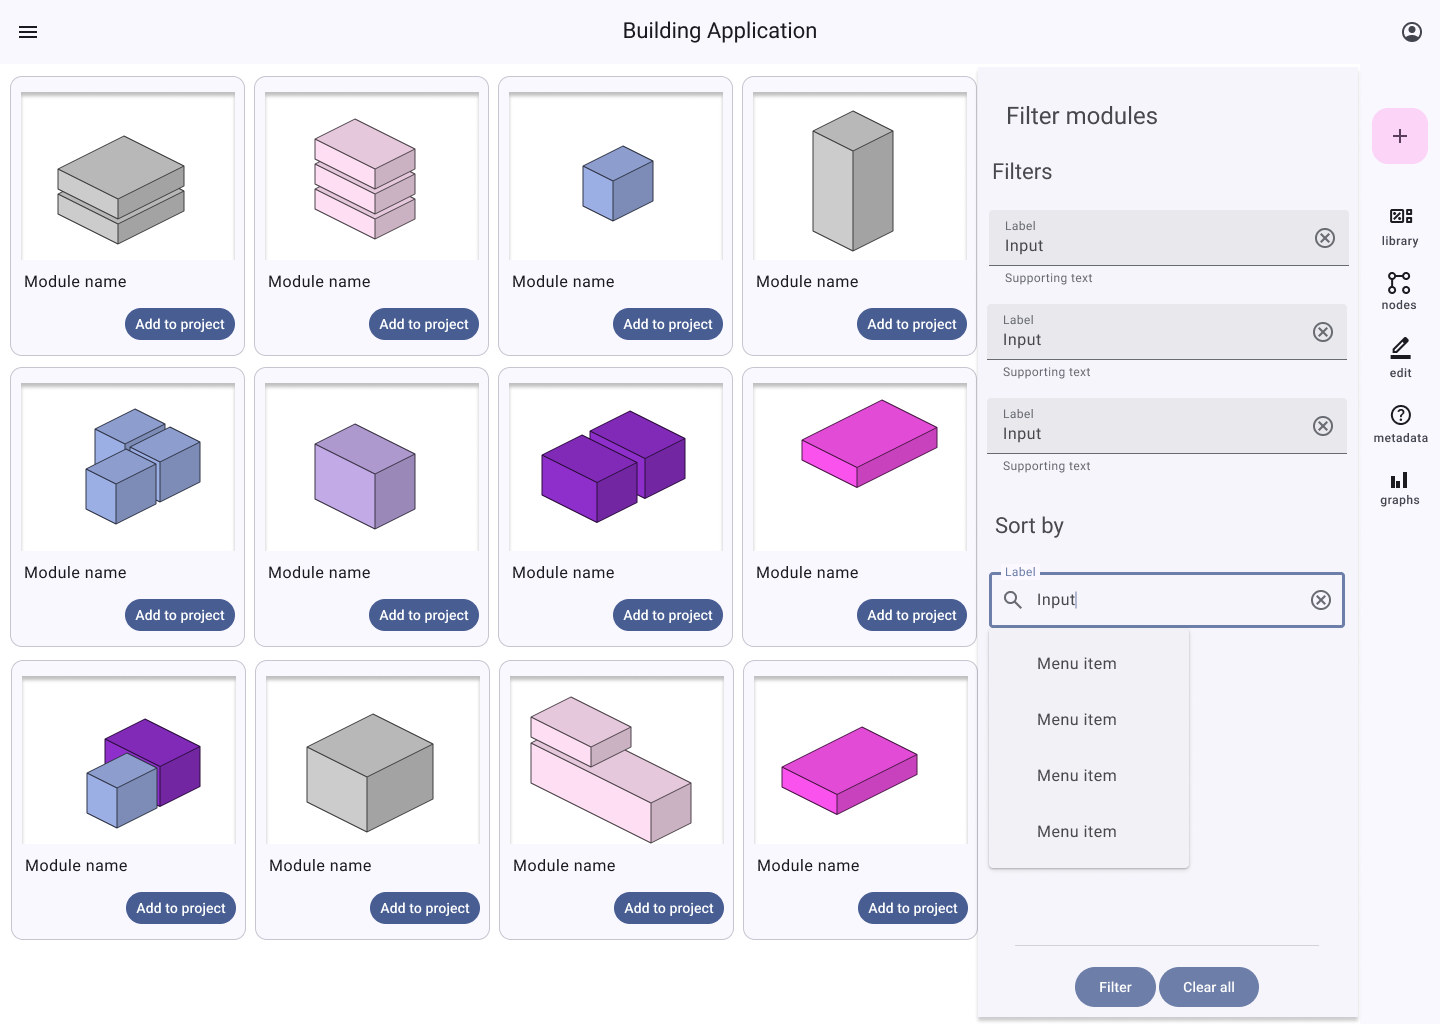 Building Application
Module name
Add to project
Module name
Add to project
Module name
Add to project
Module name
Add to project
Module name
Add to project
Module name
Add to project
Module name
Add to project
Module name
Add to project
Module name
Add to project
Module name
Add to project
Module name
Add to project
Module name
Add to project
Filter modules
Filters
Label
Input
Supporting text
Label
Input
Supporting text
Label
Input
Supporting text
Sort by
Label
Input
Menu item
Menu item
Menu item
Menu item
Filter
Clear all
library
nodes
edit
metadata
graphs